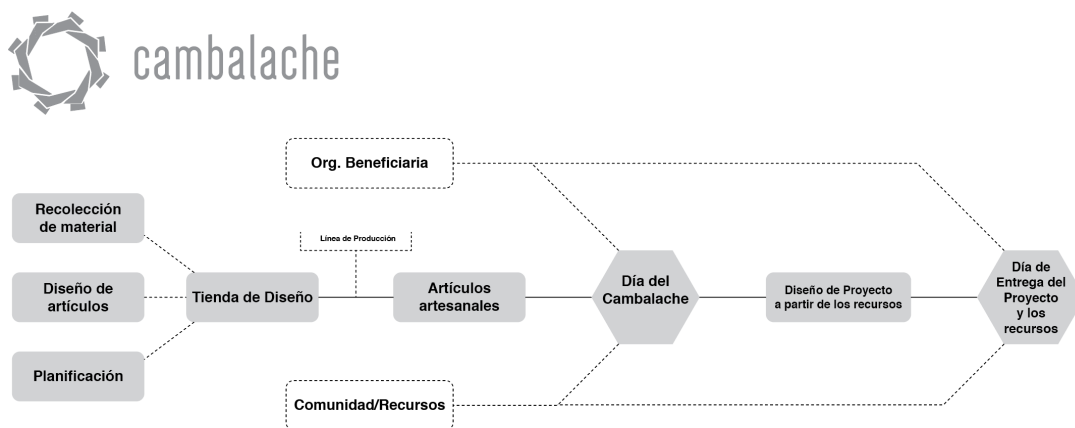 cambalache
Org. Beneficiaria
Recolección
de material
Línea de Producción
Diseño de
artículos
Tienda de Diseño
Artículos
artesanales
Día del
Cambalache
Diseño de Proyecto
a partir de los recursos
Día de
Entrega del
Proyecto
y los
recursos
Planificación
Comunidad/Recursos